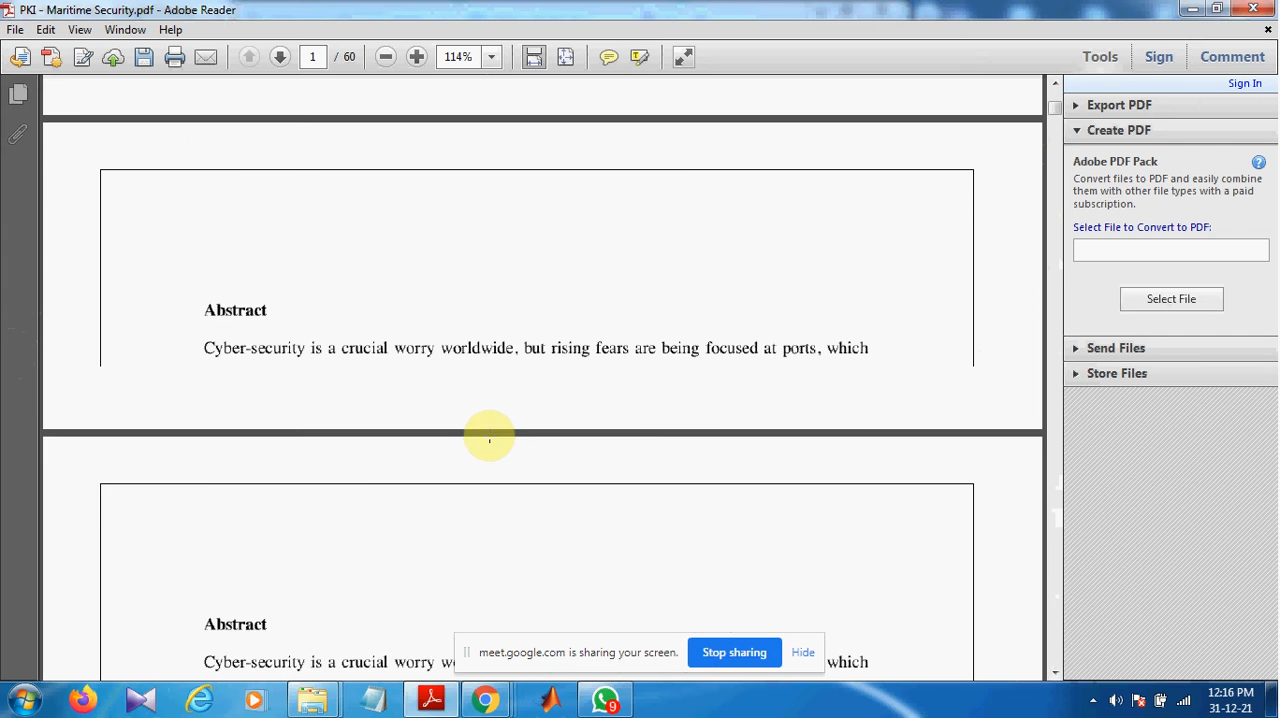 PKI - Maritime Security.pdf - Adobe Reader
File Edit View Window Help
1 / 60 114% Tools Sign Comment
Sign In
Export PDF
Create PDF
Adobe PDF Pack
Convert files to PDF and easily combine
them with other file types with a paid
subscription.
Select File to Convert to PDF:
Select File
Send Files
Store Files
Abstract
Cyber-security is a crucial worry worldwide, but rising fears are being focused at ports, which
Abstract
Cyber-security is a crucial worry w which
meet.google.com is sharing your screen. Stop sharing Hide
9
12:16 PM
31-12-21